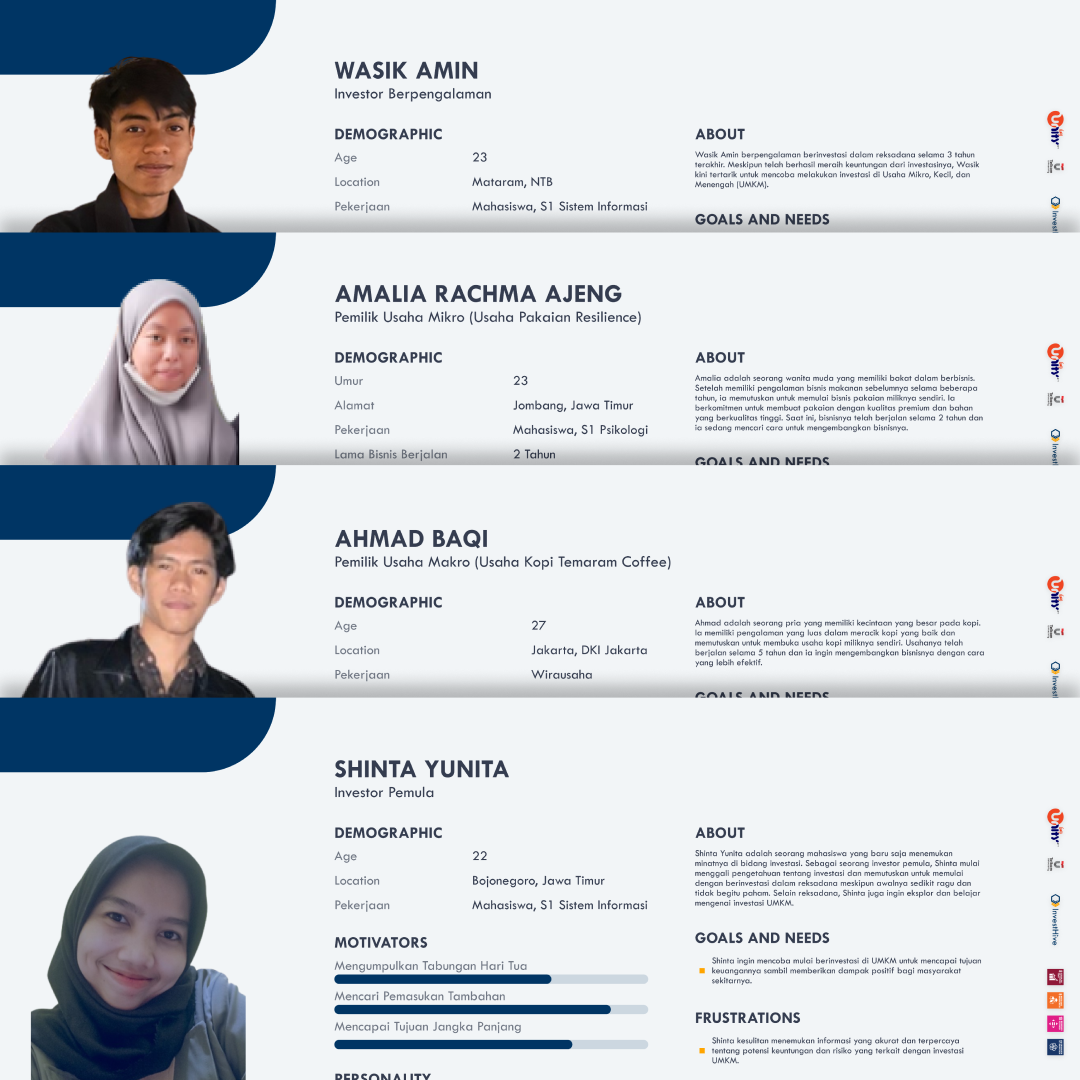 WASIK AMIN
Investor Berpengalaman
DEMOGRAPHIC
Age 23
Location Mataram, NTB
Pekerjaan Mahasiswa, S1 Sistem Informasi
ABOUT
Wasik Amin berpengalaman berinvestasi dalam reksadana selama 3 tahun
terakhir. Meskipun telah berhasil meraih keuntungan dari investasinya, Wasik
kini tertarik untuk mencoba melakukan investasi di Usaha Mikro, Kecil, dan
Menengah (UMKM).
GOALS AND NEEDS
Unity
AMALIA RACHMA AJENG
Pemilik Usaha Mikro (Usaha Pakaian Resilience)
DEMOGRAPHIC
Umur 23
Alamat Jombang, Jawa Timur
Pekerjaan Mahasiswa, S1 Psikologi
Lama Bisnis Berjalan 2 Tahun
ABOUT
Amalia adalah seorang wanita muda yang memiliki bakat dalam berbisnis.
Setelah memiliki pengalaman bisnis makanan sebelumnya selama beberapa
tahun, ia memutuskan untuk memulai bisnis pakaian miliknya sendiri. Ia
berkomitmen untuk membuat pakaian dengan kualitas premium dan bahan
yang berkualitas tinggi. Saat ini, bisnisnya telah berjalan selama 2 tahun dan
ia sedang mencari cara untuk mengembangkan bisnisnya.
GOALS AND NEEDS
Unity
AHMAD BAQI
Pemilik Usaha Makro (Usaha Kopi Temaram Coffee)
DEMOGRAPHIC
Age 27
Location Jakarta, DKI Jakarta
Pekerjaan Wirausaha
ABOUT
Ahmad adalah seorang pria yang memiliki kecintaan yang besar pada kopi.
Ia memiliki pengalaman yang luas dalam meracik kopi yang baik dan
memutuskan untuk membuka usaha kopi miliknya sendiri. Usahanya telah
berjalan selama 5 tahun dan ia ingin mengembangkan bisnisnya dengan cara
yang lebih efektif.
GOALS AND NEEDS
Unity
SHINTA YUNITA
Investor Pemula
DEMOGRAPHIC
Age 22
Location Bojonegoro, Jawa Timur
Pekerjaan Mahasiswa, S1 Sistem Informasi
MOTIVATORS
Mengumpulkan Tabungan Hari Tua
Mencari Pemasukan Tambahan
Mencapai Tujuan Jangka Panjang
PERSONALITY
ABOUT
Shinta Yunita adalah seorang mahasiswa yang baru saja menemukan
minatnya di bidang investasi. Sebagai seorang investor pemula, Shinta mulai
menggali pengetahuan tentang investasi dan memutuskan untuk memulai
dengan berinvestasi dalam reksadana meskipun awalnya sedikit ragu dan
tidak begitu paham. Selain reksadana, Shinta juga ingin eksplor dan belajar
mengenai investasi UMKM.
GOALS AND NEEDS
Shinta ingin mencoba mulai berinvestasi di UMKM untuk mencapai tujuan
keuangannya sambil memberikan dampak positif bagi masyarakat
sekitarnya.
FRUSTRATIONS
Shinta kesulitan menemukan informasi yang akurat dan terpercaya
tentang potensi keuntungan dan risiko yang terkait dengan investasi
UMKM.
Unity
InvestHive